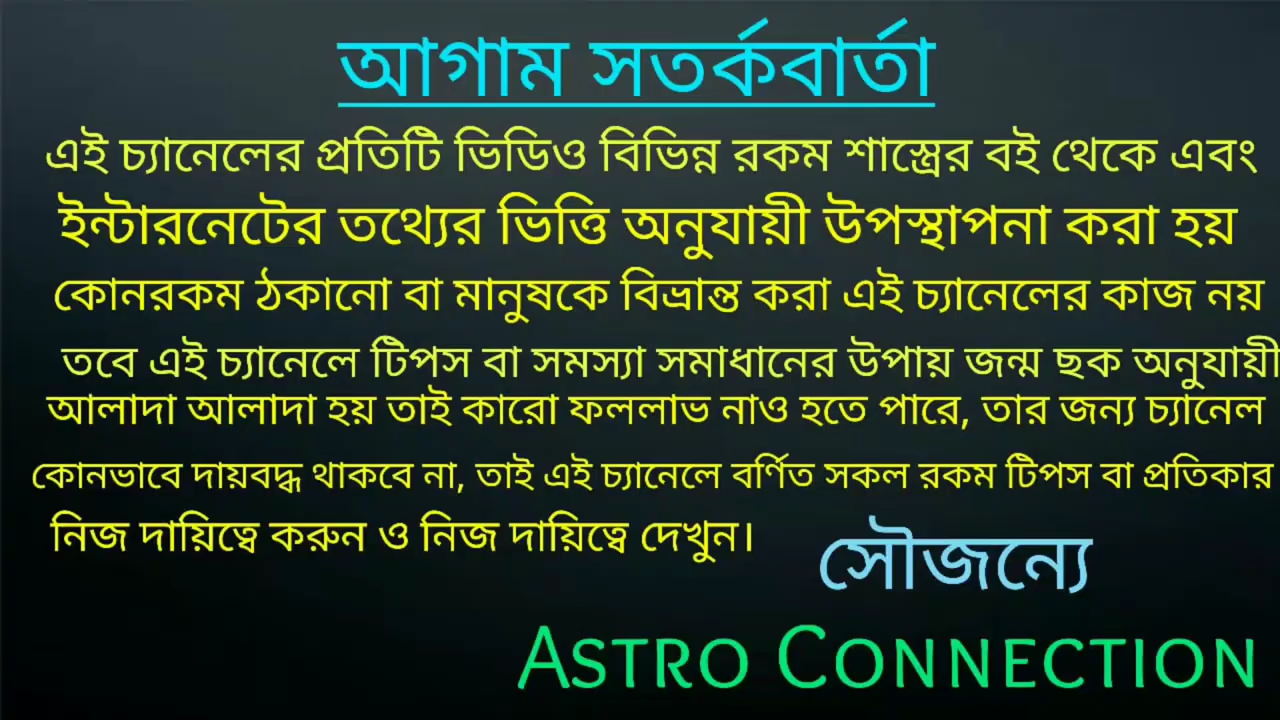 আগাম সতর্কবার্তা
এই চ্যানেলের প্রতিটি ভিডিও বিভিন্ন রকম শাস্ত্রের বই থেকে এবং
ইন্টারনেটের তথ্যের ভিত্তি অনুযায়ী উপস্থাপনা করা হয়
কোনরকম ঠকানো বা মানুষকে বিভ্রান্ত করা এই চ্যানেলের কাজ নয়
তবে এই চ্যানেলে টিপস বা সমস্যা সমাধানের উপায় জন্ম ছক অনুযায়ী
আলাদা আলাদা হয় তাই কারো ফললাভ নাও হতে পারে, তার জন্য চ্যানেল
কোনভাবে দায়বদ্ধ থাকবে না, তাই এই চ্যানেলে বর্ণিত সকল রকম টিপস বা প্রতিকার
নিজ দায়িত্বে করুন ও নিজ দায়িত্বে দেখুন।
সৌজন্যে
ASTRO CONNECTION